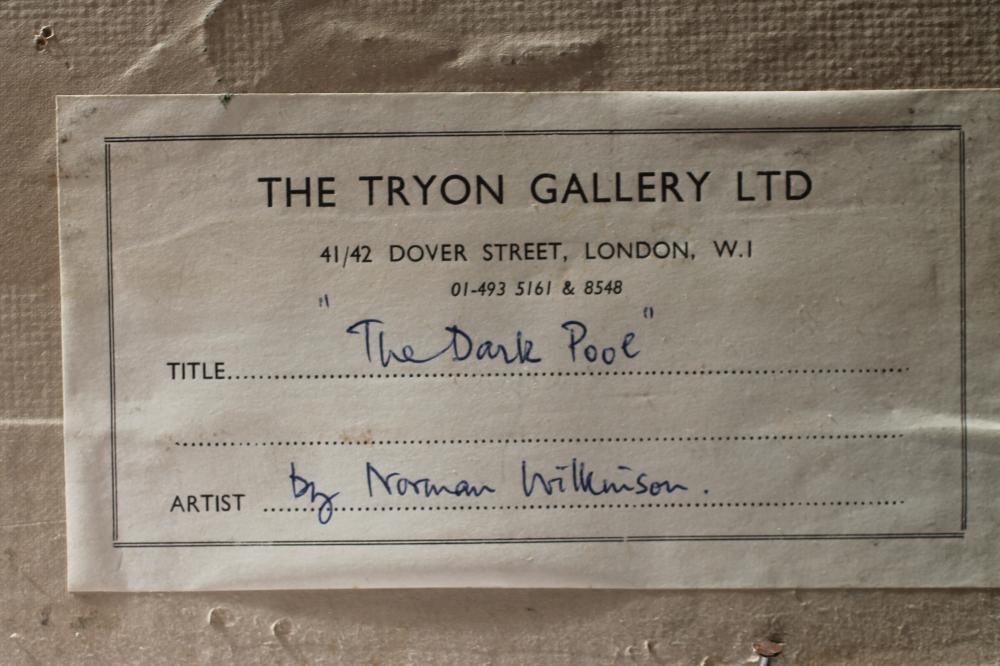 THE TRYON GALLERY LTD
41/42 DOVER STREET, LONDON, W.1
01-493 5161 & 8548
TITLE "The Dark Pool"
ARTIST by Norman Wilkinson.